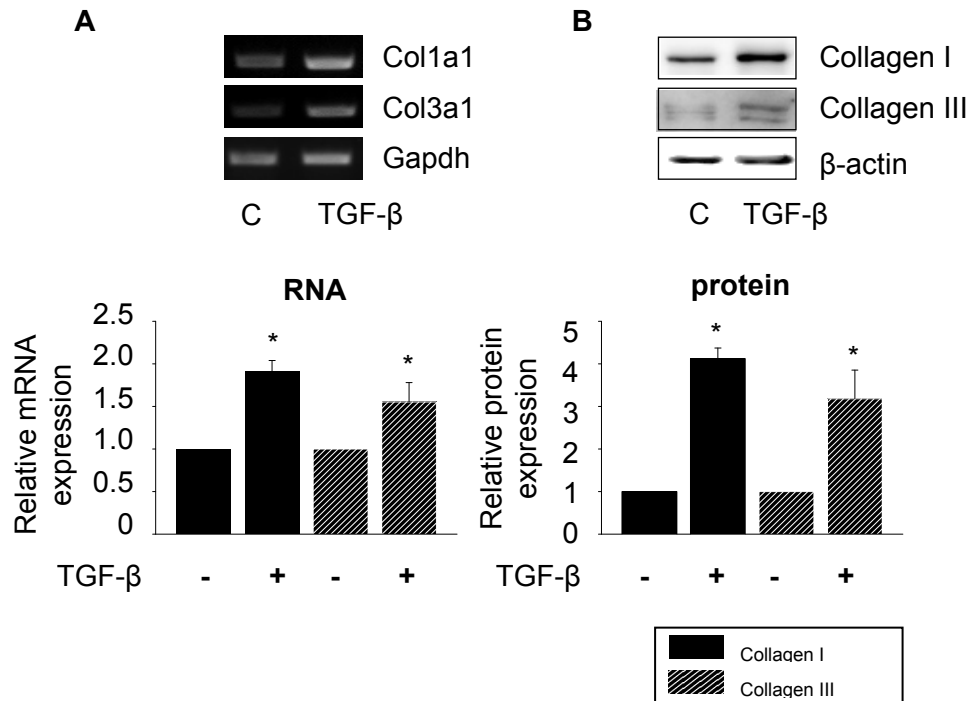 A
Col1a1
Col3a1
Gapdh
C TGF-β
B
Collagen I
Collagen III
β-actin
C TGF-β
RNA
Relative mRNA
expression
2.5
2.0
1.5
1.0
0.5
0
* *
TGF-β - + - +
protein
Relative protein
expression
5
4
3
2
1
0
* *
TGF-β - + - +
Collagen I
Collagen III